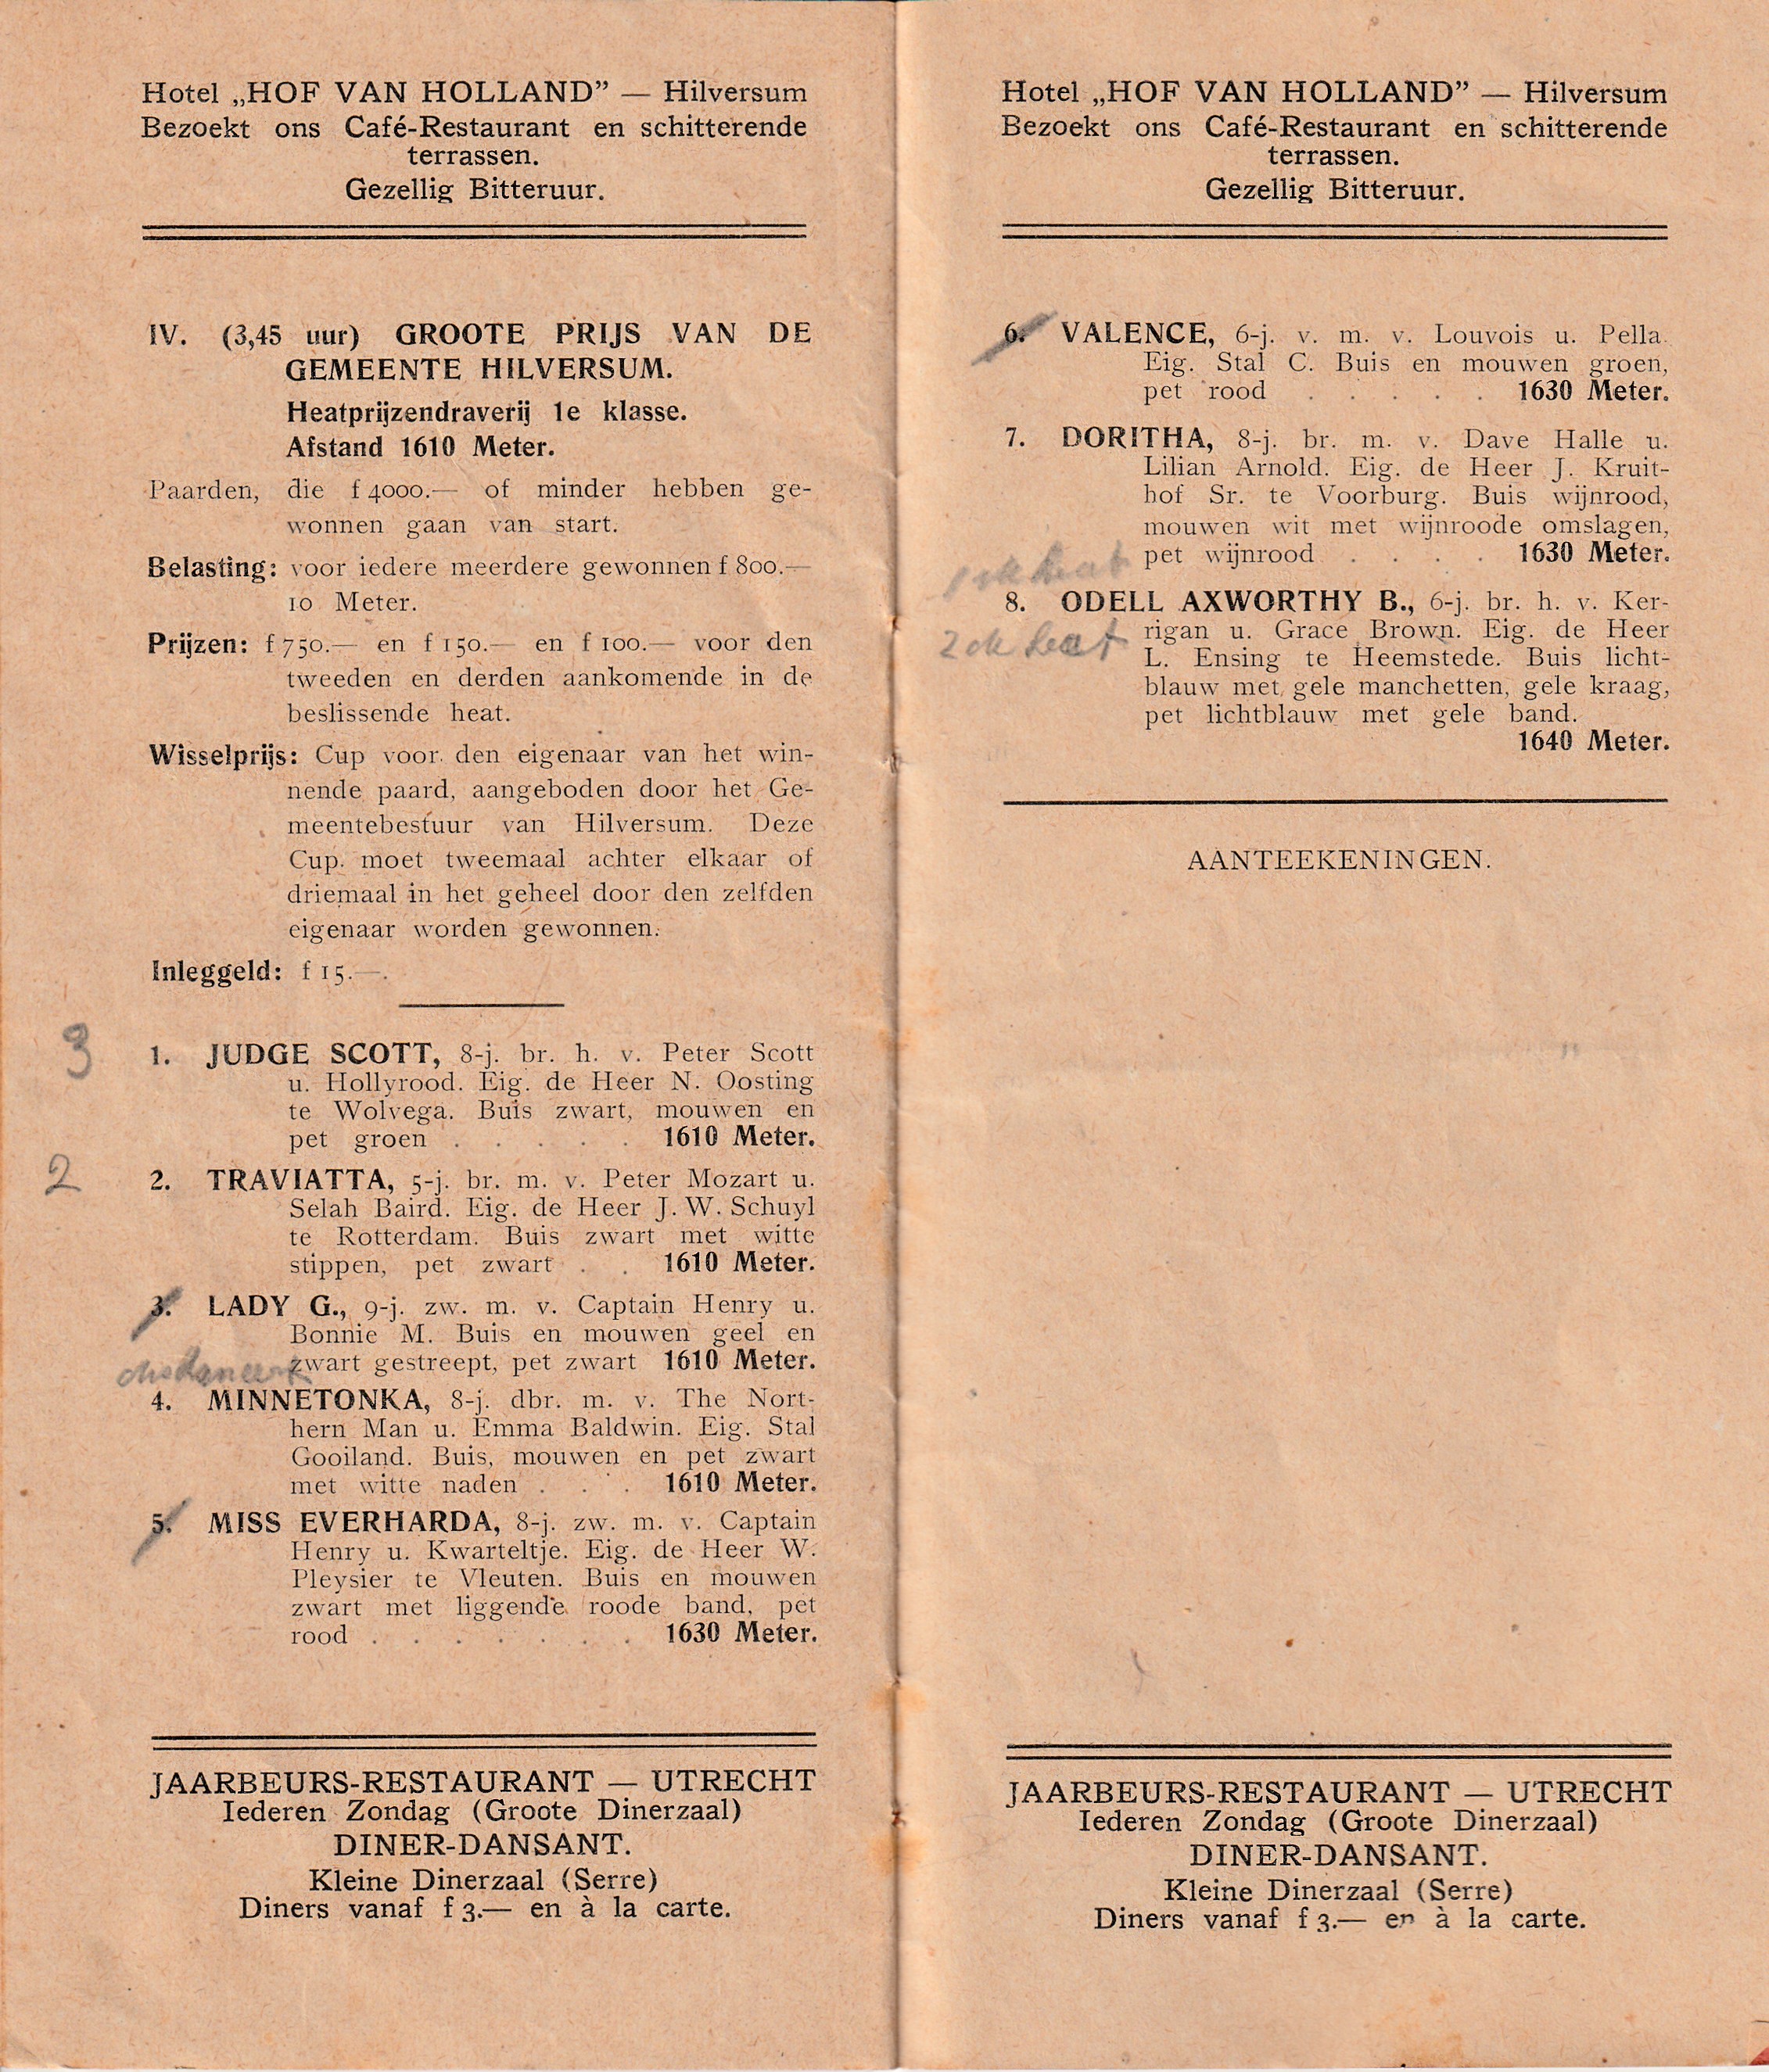 Hotel „HOF VAN HOLLAND” — Hilversum
Bezoekt ons Café-Restaurant en schitterende
terrassen.
Gezellig Bitteruur.
IV. (3,45 uur) GROOTE PRIJS VAN DE
GEMEENTE HILVERSUM.
Heatprijzendraverij 1e klasse.
Afstand 1610 Meter.
Paarden, die f 4000.— of minder hebben ge-
wonnen gaan van start.
Belasting: voor iedere meerdere gewonnen f 800.—
10 Meter.
Prijzen: f 750.— en f 150.— en f 100.— voor den
tweeden en derden aankomende in de
beslissende heat.
Wisselprijs: Cup voor den eigenaar van het win-
nende paard, aangeboden door het Ge-
meentebestuur van Hilversum. Deze
Cup. moet tweemaal achter elkaar of
driemaal in het geheel door den zelfden
eigenaar worden gewonnen.
Inleggeld: f 15.—.
3
1. JUDGE SCOTT, 8-j. br. h. v. Peter Scott
u. Hollyrood. Eig. de Heer N. Oosting
te Wolvega. Buis zwart, mouwen en
pet groen . . . . . 1610 Meter.
2
2. TRAVIATTA, 5-j. br. m. v. Peter Mozart u.
Selah Baird. Eig. de Heer J. W. Schuyl
te Rotterdam. Buis zwart met witte
stippen, pet zwart . . 1610 Meter.
3. LADY G., 9-j. zw. m. v. Captain Henry u.
Bonnie M. Buis en mouwen geel en
zwart gestreept, pet zwart 1610 Meter.
4. MINNETONKA, 8-j. dbr. m. v. The Nort-
hern Man u. Emma Baldwin. Eig. Stal
Gooiland. Buis, mouwen en pet zwart
met witte naden . . . 1610 Meter.
5. MISS EVERHARDA, 8-j. zw. m. v. Captain
Henry u. Kwarteltje. Eig. de Heer W.
Pleysier te Vleuten. Buis en mouwen
zwart met liggende roode band, pet
rood . . . . . . . 1630 Meter.
JAARBEURS-RESTAURANT — UTRECHT
Iederen Zondag (Groote Dinerzaal)
DINER-DANSANT.
Kleine Dinerzaal (Serre)
Diners vanaf f 3.— en à la carte.
Hotel „HOF VAN HOLLAND” — Hilversum
Bezoekt ons Café-Restaurant en schitterende
terrassen.
Gezellig Bitteruur.
6. VALENCE, 6-j. v. m. v. Louvois u. Pella.
Eig. Stal C. Buis en mouwen groen,
pet rood . . . . . 1630 Meter.
7. DORITHA, 8-j. br. m. v. Dave Halle u.
Lilian Arnold. Eig. de Heer J. Kruit-
hof Sr. te Voorburg. Buis wijnrood,
mouwen wit met wijnroode omslagen,
pet wijnrood . . . . 1630 Meter.
heat
8. ODELL AXWORTHY B., 6-j. br. h. v. Ker-
rigan u. Grace Brown. Eig. de Heer
2de heat
L. Ensing te Heemstede. Buis licht-
blauw met gele manchetten, gele kraag,
pet lichtblauw met gele band.
1640 Meter.
AANTEEKENINGEN.
JAARBEURS-RESTAURANT — UTRECHT
Iederen Zondag (Groote Dinerzaal)
DINER-DANSANT.
Kleine Dinerzaal (Serre)
Diners vanaf f 3.— en à la carte.